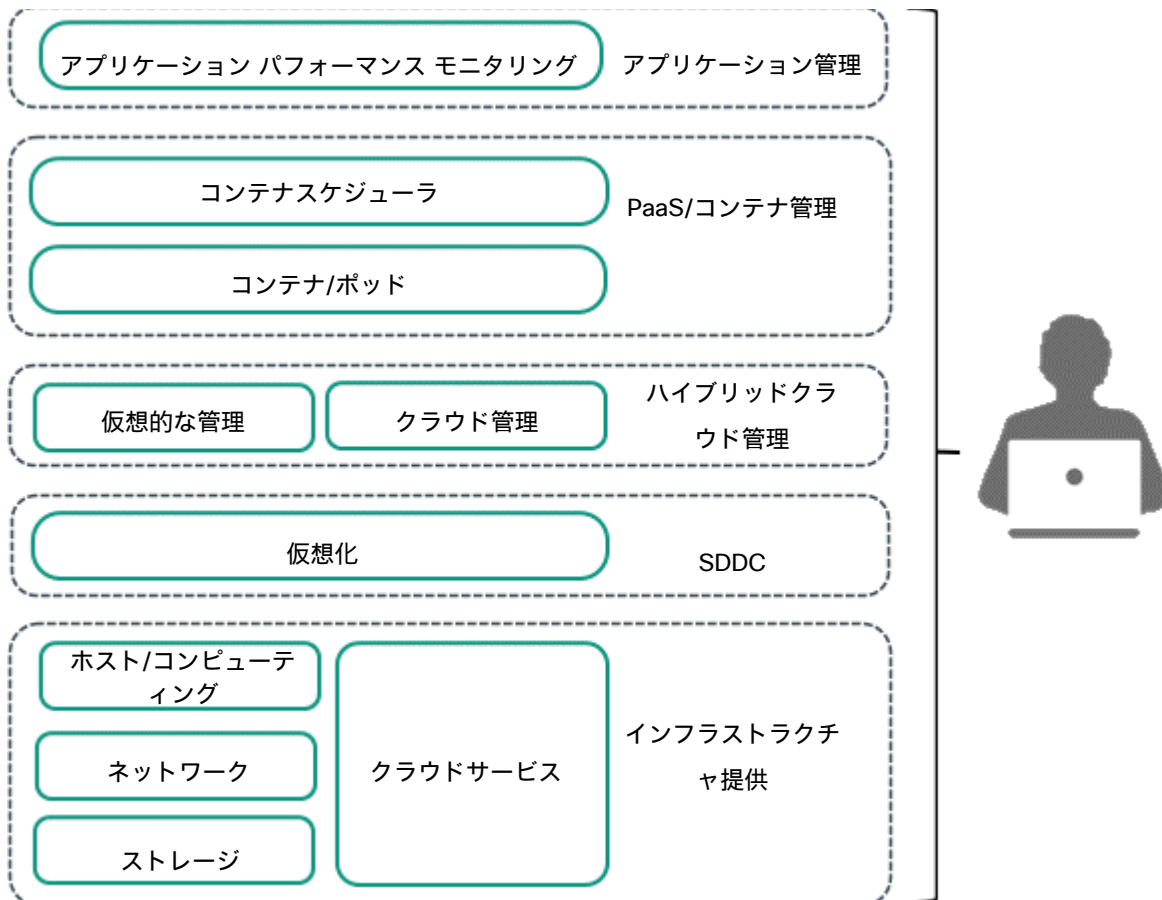 アプリケーション パフォーマンス モニタリング
アプリケーション管理
コンテナスケジューラ
PaaS/コンテナ管理
コンテナ/ポッド
仮想的な管理
クラウド管理
ハイブリッドクラ
ウド管理
仮想化
SDDC
ホスト/コンピューテ
ィング
ネットワーク
ストレージ
クラウドサービス
インフラストラクチ
ャ提供